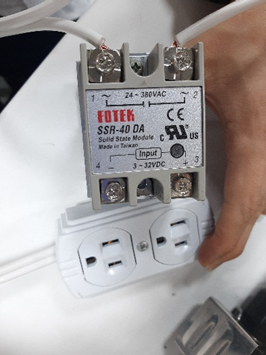 24 ~ 380VAC
1 ~ ~ 2
FOTEK CE
SSR-40 DA
Solid State Module
Made in Taiwan
c RU US
4 - Input + 3
3 ~ 32VDC